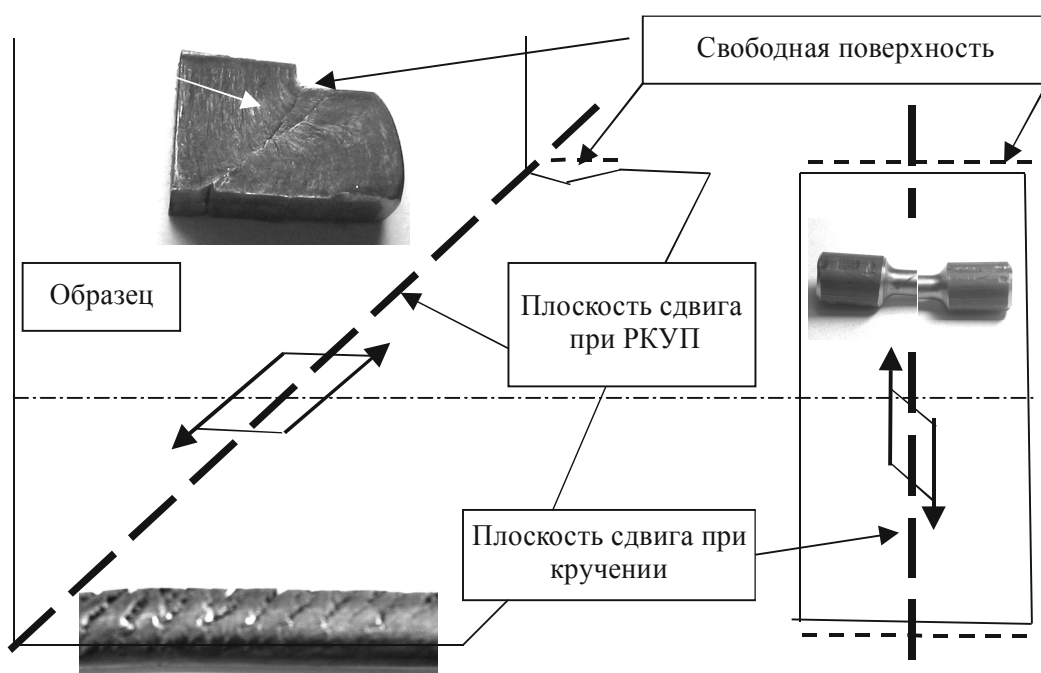 Свободная поверхность
Образец
Плоскость сдвига
при РКУП
Плоскость сдвига при
кручении